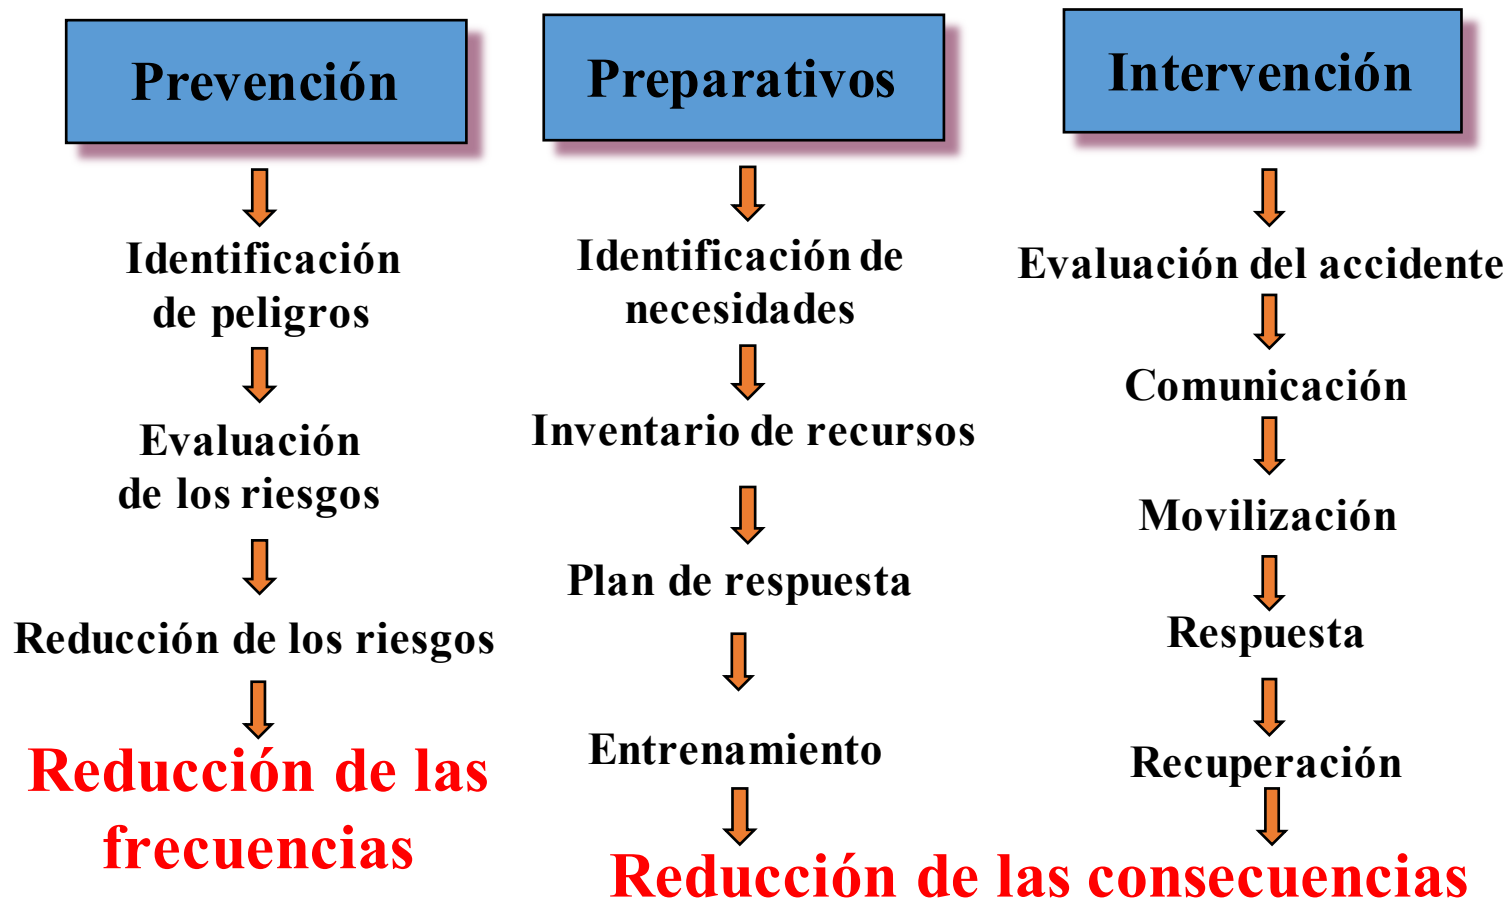 Prevención
Identificación
de peligros
Evaluación
de los riesgos
Reducción de los riesgos
Reducción de las
frecuencias
Preparativos
Identificación de
necesidades
Inventario de recursos
Plan de respuesta
Entrenamiento
Intervención
Evaluación del accidente
Comunicación
Movilización
Respuesta
Recuperación
Reducción de las consecuencias